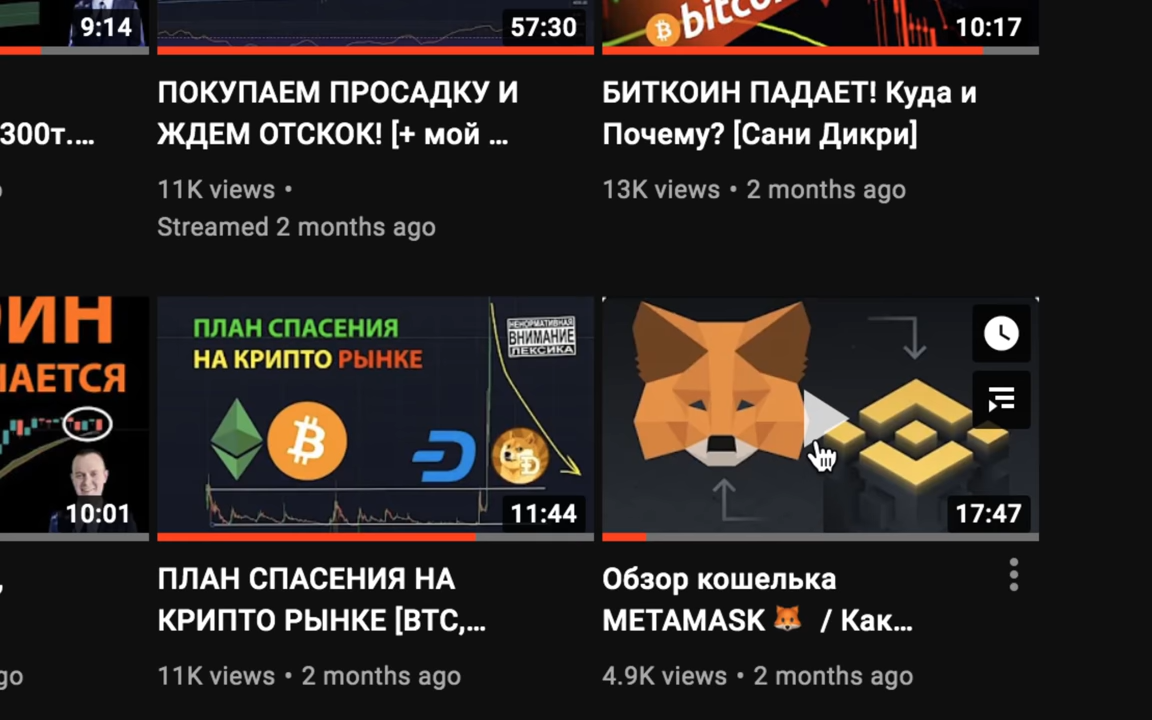 9:14
57:30
bitcoin
10:17
300т.…
ПОКУПАЕМ ПРОСАДКУ И
ЖДЕМ ОТСКОК! [+ мой …
11K views •
Streamed 2 months ago
БИТКОИН ПАДАЕТ! Куда и
Почему? [Сани Дикри]
13K views • 2 months ago
ИН
АЕТСЯ
10:01
go
ПЛАН СПАСЕНИЯ
НА КРИПТО РЫНКЕ
НЕНОРМАТИВНАЯ
ВНИМАНИЕ
ЛЕКСИКА
11:44
ПЛАН СПАСЕНИЯ НА
КРИПТО РЫНКЕ [BTC,…
11K views • 2 months ago
17:47
Обзор кошелька
METAMASK 🦊 / Как…
4.9K views • 2 months ago